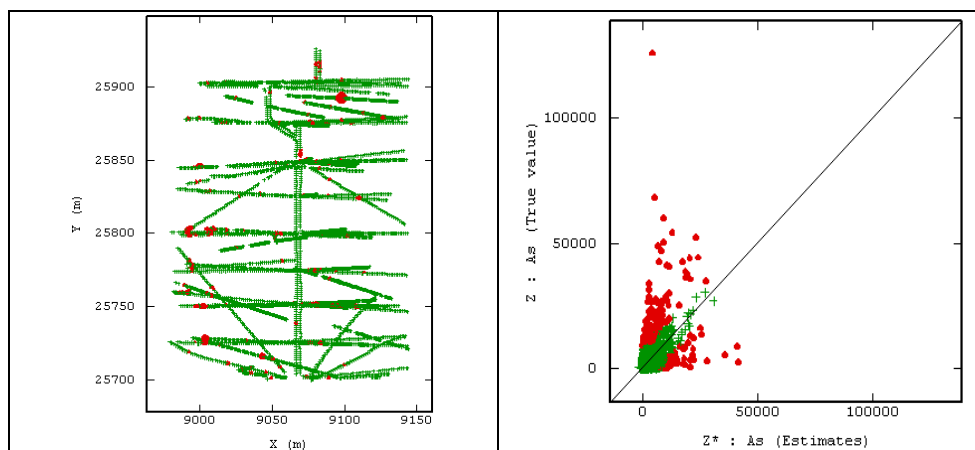 25900
25850
25800
25750
25700
Y (m)
9000 9050 9100 9150
X (m)
100000
50000
0
Z : As (True value)
0 50000 100000
Z* : As (Estimates)